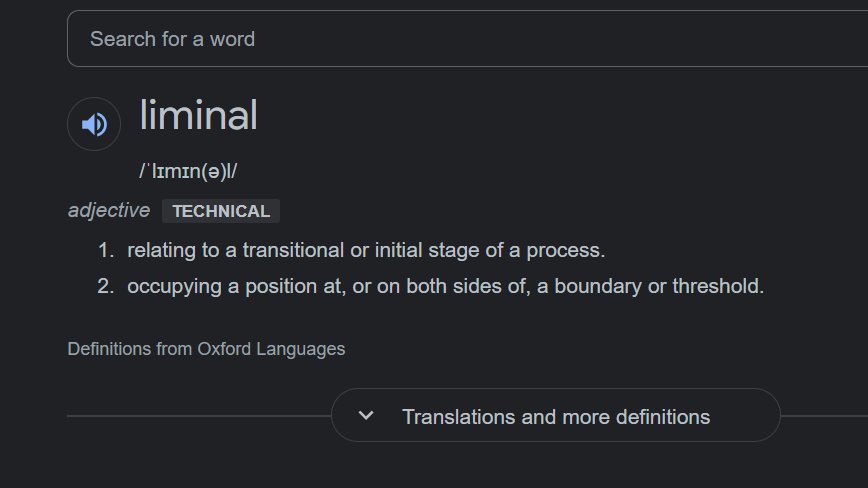 Search for a word
liminal
/ˈlɪmɪn(ə)l/
adjective TECHNICAL
1. relating to a transitional or initial stage of a process.
2. occupying a position at, or on both sides of, a boundary or threshold.
Definitions from Oxford Languages
Translations and more definitions